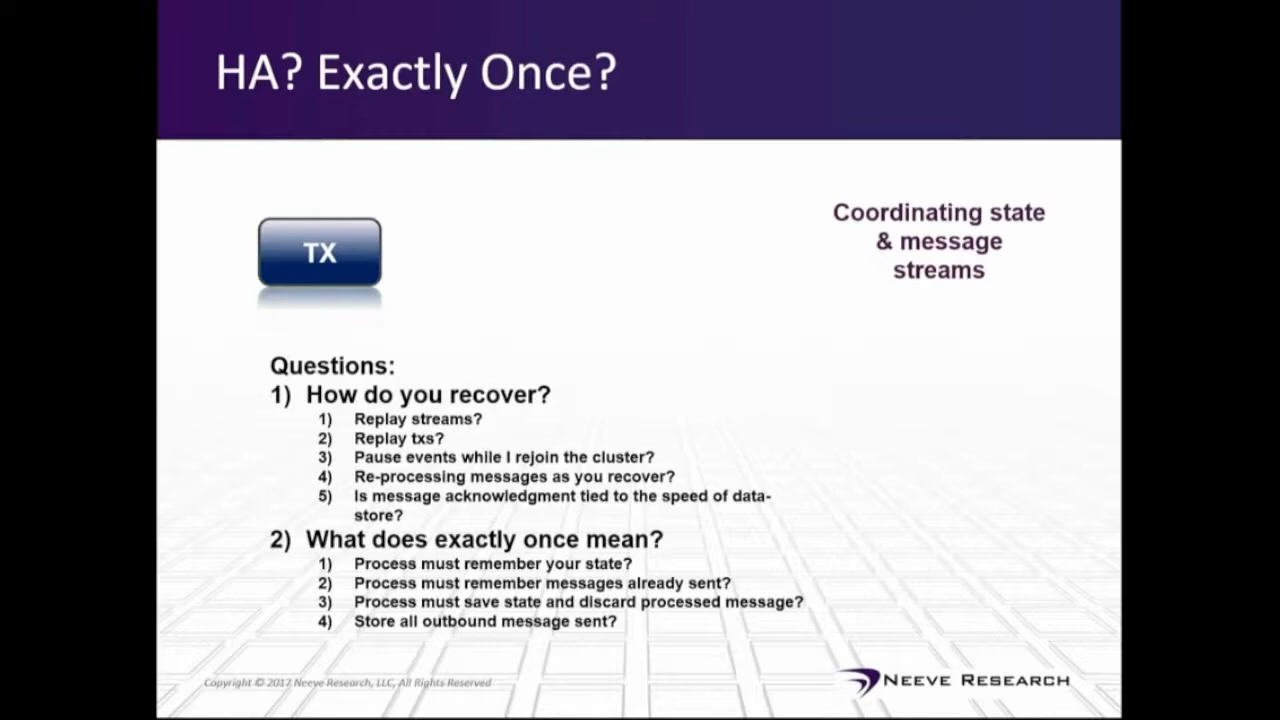 HA? Exactly Once?
TX
Coordinating state
& message
streams
Questions:
1) How do you recover?
1) Replay streams?
2) Replay txs?
3) Pause events while I rejoin the cluster?
4) Re-processing messages as you recover?
5) Is message acknowledgment tied to the speed of data-
store?
2) What does exactly once mean?
1) Process must remember your state?
2) Process must remember messages already sent?
3) Process must save state and discard processed message?
4) Store all outbound message sent?
Copyright © 2017 Neeve Research, LLC, All Rights Reserved
NEEVE RESEARCH